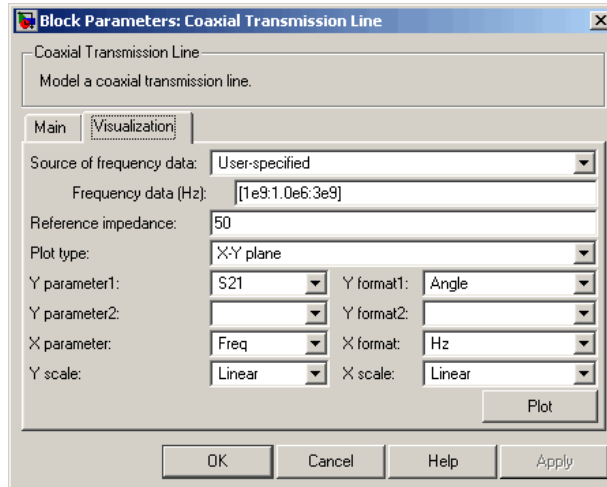 Block Parameters: Coaxial Transmission Line
Coaxial Transmission Line
Model a coaxial transmission line.
Main Visualization
Source of frequency data: User-specified
Frequency data (Hz): [1e9:1.0e6:3e9]
Reference impedance: 50
Plot type: X-Y plane
Y parameter1: S21 Y format1: Angle
Y parameter2: Y format2:
X parameter: Freq X format: Hz
Y scale: Linear X scale: Linear
Plot
OK Cancel Help Apply